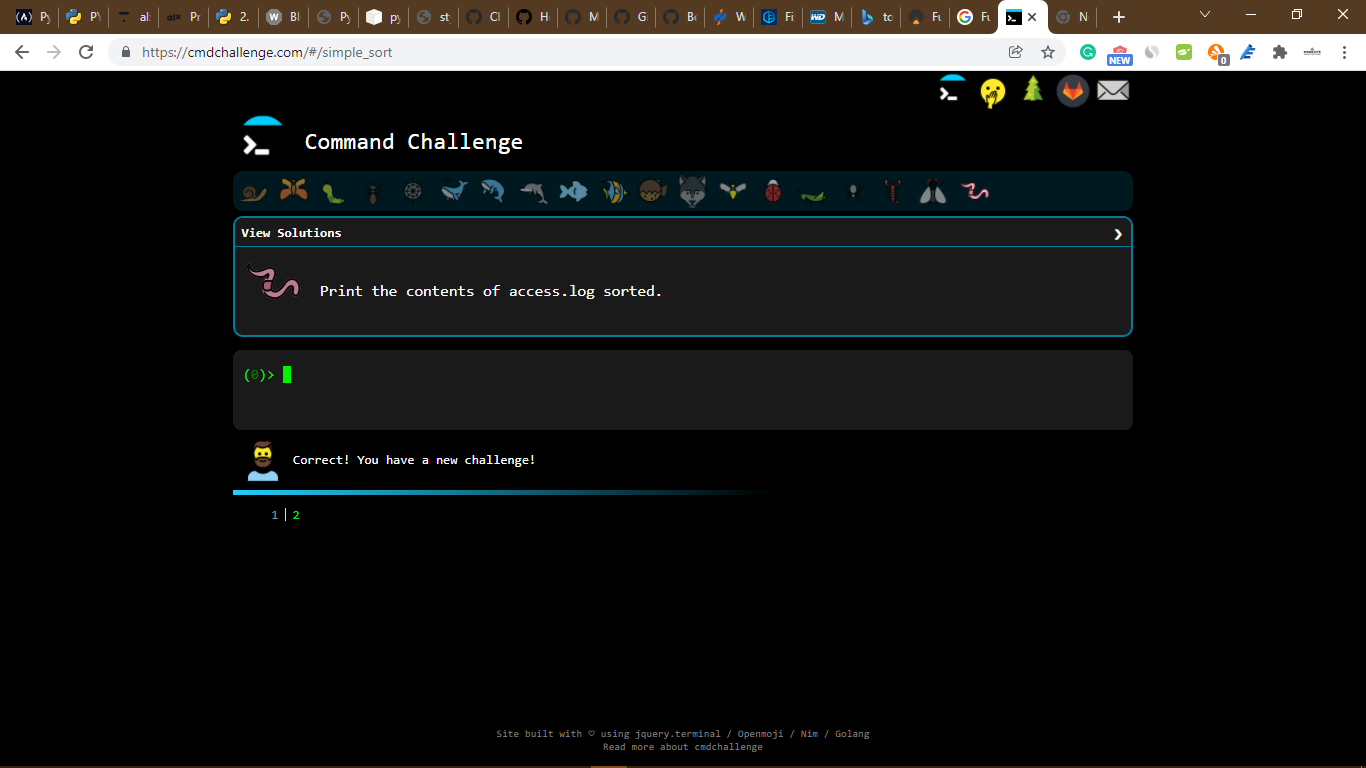 Py
PY
al:
Pr
2.
Bl
Py
py
st
Cl
H
M
G
Be
W
Fi
M
tc
Fu
Fu
N
https://cmdchallenge.com/#/simple_sort
NEW
0
Command Challenge
View Solutions
Print the contents of access.log sorted.
(0)>
Correct! You have a new challenge!
1 | 2
Site built with ♡ using jquery.terminal / Openmoji / Nim / Golang
Read more about cmdchallenge